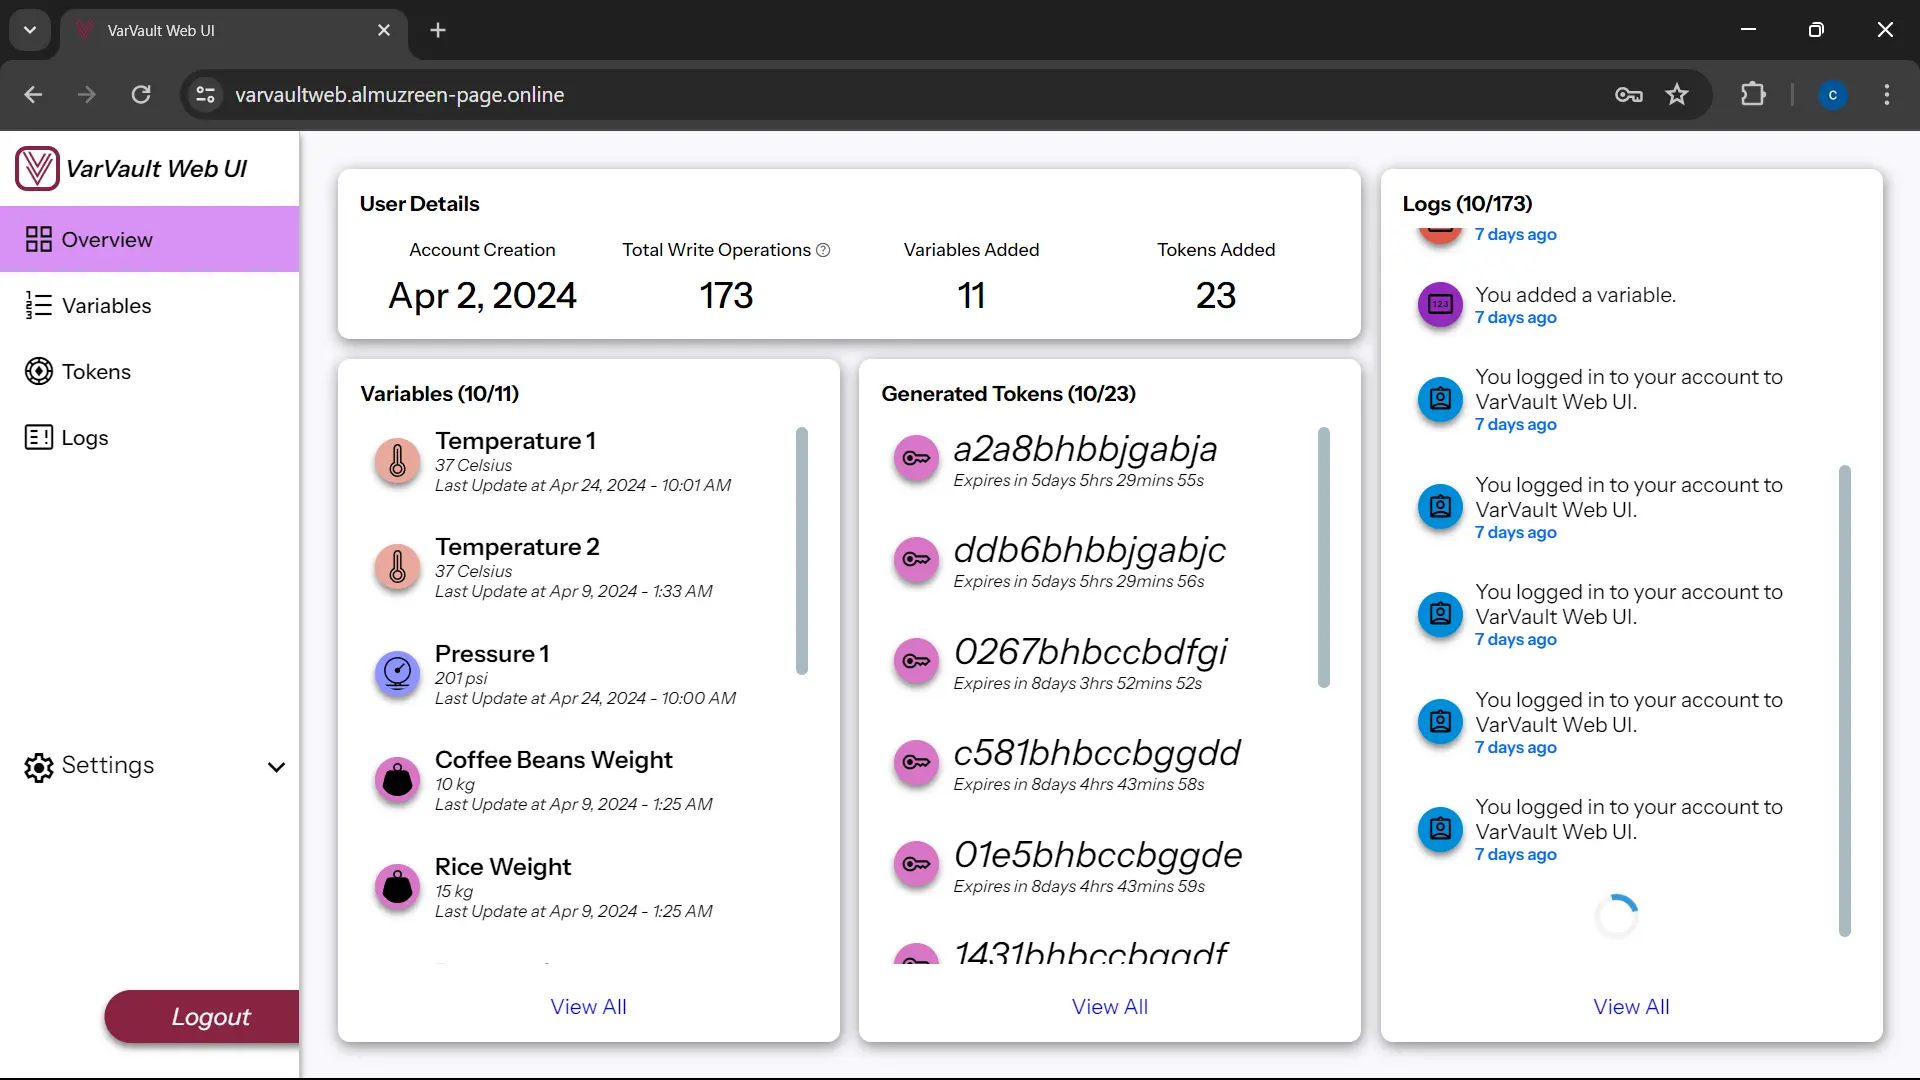 VarVault Web UI
varvaultweb.almuzreen-page.online
C
VarVault Web UI
Overview
Variables
Tokens
Logs
Settings
Logout
User Details
Account Creation
Apr 2, 2024
Total Write Operations
173
Variables Added
11
Tokens Added
23
Variables (10/11)
Temperature 1
37 Celsius
Last Update at Apr 24, 2024 - 10:01 AM
Temperature 2
37 Celsius
Last Update at Apr 9, 2024 - 1:33 AM
Pressure 1
201 psi
Last Update at Apr 24, 2024 - 10:00 AM
Coffee Beans Weight
10 kg
Last Update at Apr 9, 2024 - 1:25 AM
Rice Weight
15 kg
Last Update at Apr 9, 2024 - 1:25 AM
View All
Generated Tokens (10/23)
a2a8bhbbjgabja
Expires in 5days 5hrs 29mins 55s
ddb6bhbbjgabjc
Expires in 5days 5hrs 29mins 56s
0267bhbccbdfgi
Expires in 8days 3hrs 52mins 52s
c581bhbccbggdd
Expires in 8days 4hrs 43mins 58s
01e5bhbccbggde
Expires in 8days 4hrs 43mins 59s
1431bhbccbggdf
View All
Logs (10/173)
7 days ago
123
You added a variable.
7 days ago
You logged in to your account to
VarVault Web UI.
7 days ago
You logged in to your account to
VarVault Web UI.
7 days ago
You logged in to your account to
VarVault Web UI.
7 days ago
You logged in to your account to
VarVault Web UI.
7 days ago
You logged in to your account to
VarVault Web UI.
7 days ago
View All